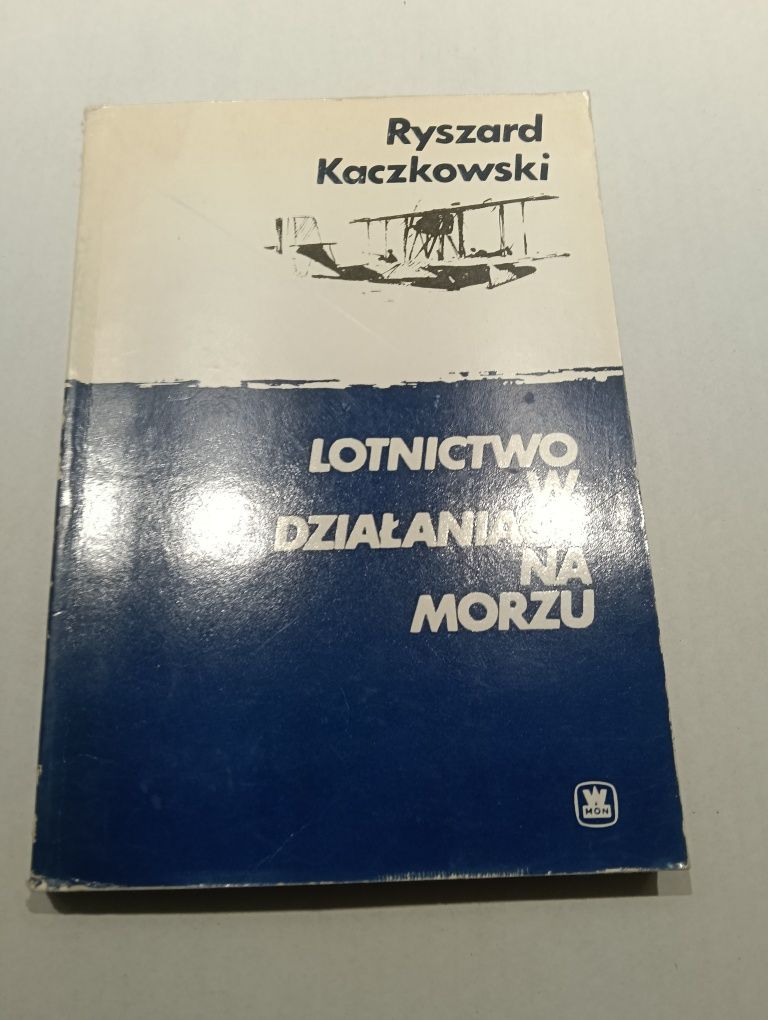 Ryszard
Kaczkowski
LOTNICTWO
W
DZIAŁANIACH
NA
MORZU
W
MON